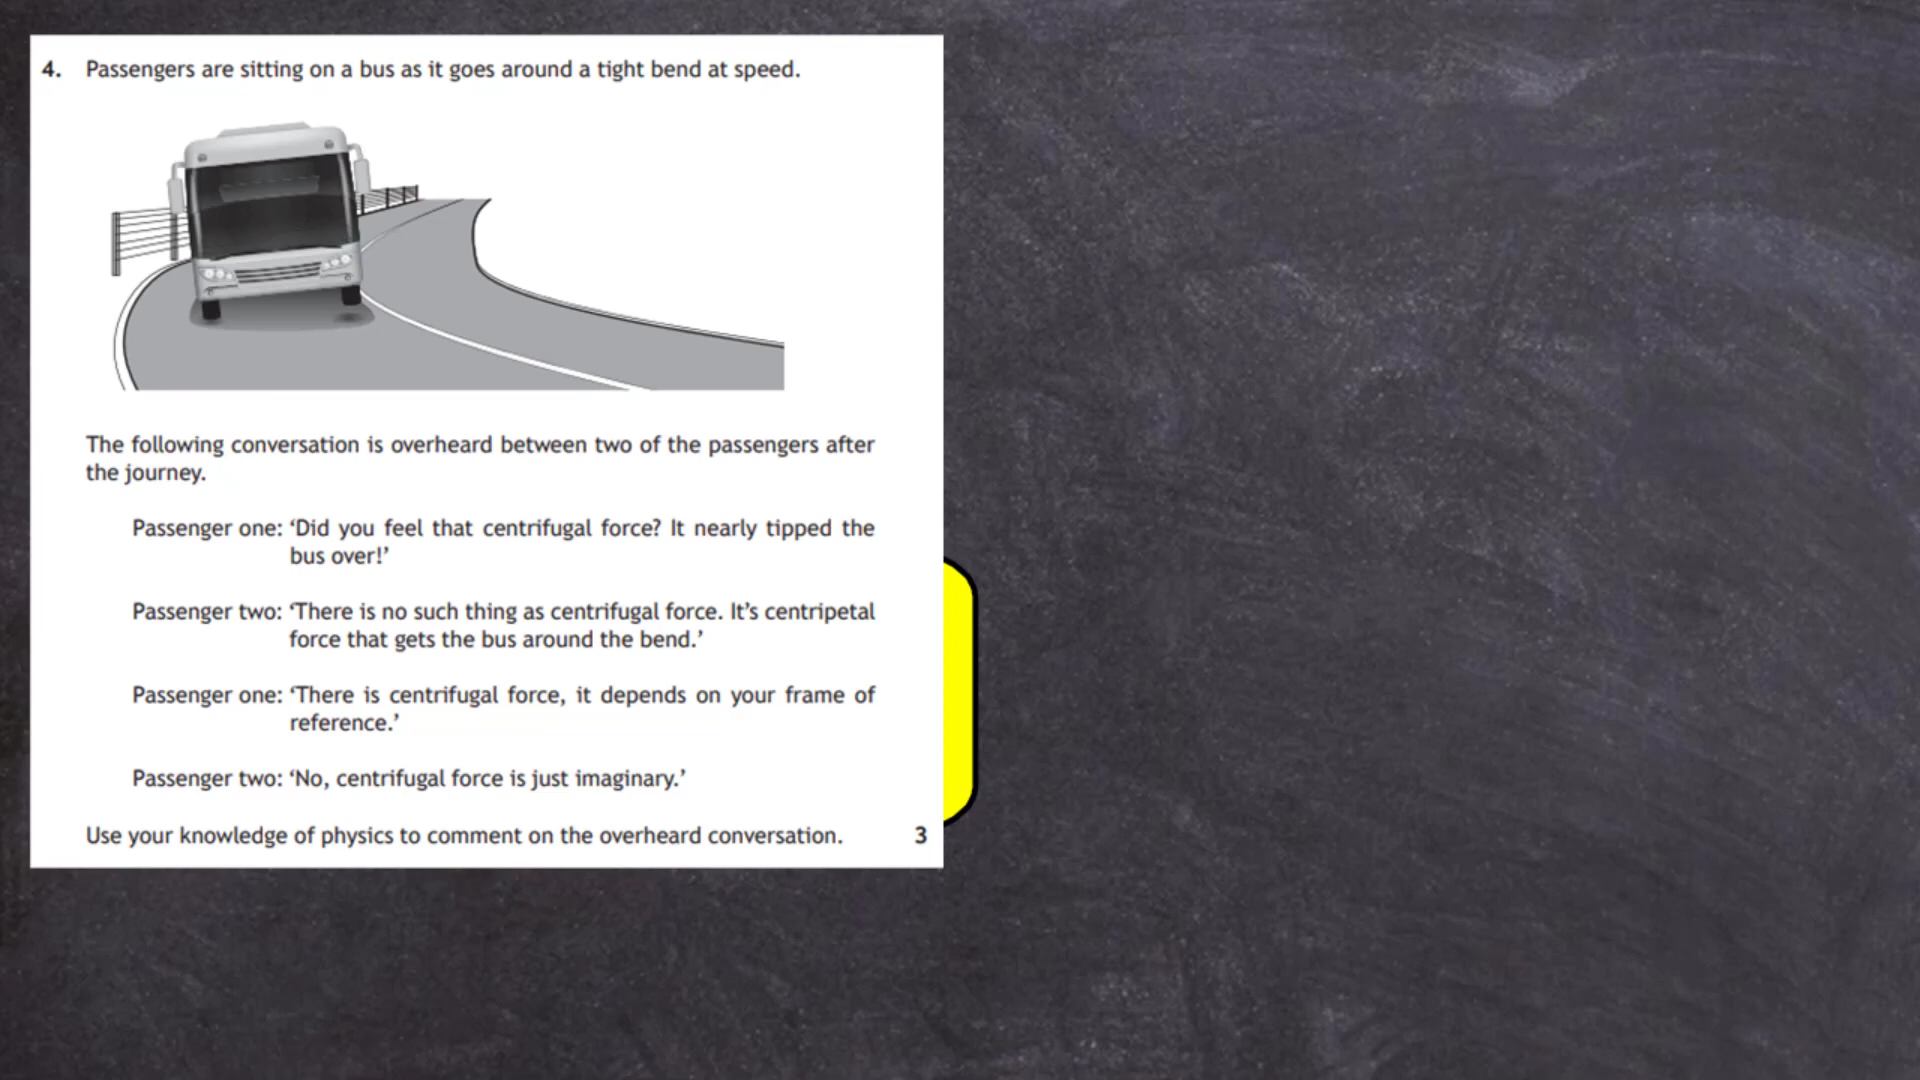 4. Passengers are sitting on a bus as it goes around a tight bend at speed.
The following conversation is overheard between two of the passengers after
the journey.
Passenger one: ‘Did you feel that centrifugal force? It nearly tipped the
bus over!’
Passenger two: ‘There is no such thing as centrifugal force. It’s centripetal
force that gets the bus around the bend.’
Passenger one: ‘There is centrifugal force, it depends on your frame of
reference.’
Passenger two: ‘No, centrifugal force is just imaginary.’
Use your knowledge of physics to comment on the overheard conversation. 3